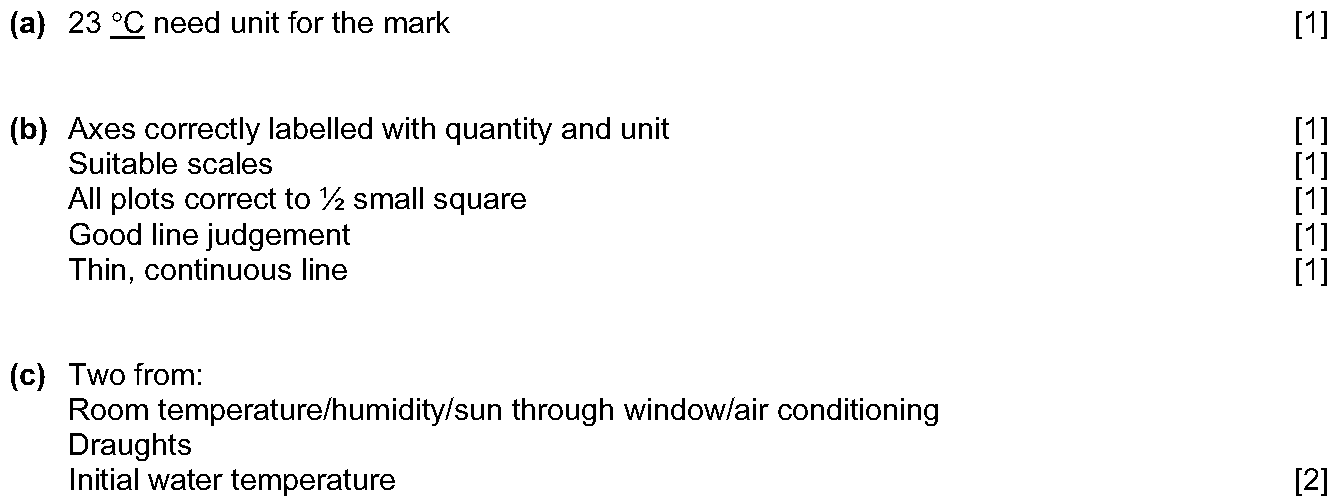 (a) 23 °C need unit for the mark [1]
(b) Axes correctly labelled with quantity and unit [1]
Suitable scales [1]
All plots correct to ½ small square [1]
Good line judgement [1]
Thin, continuous line [1]
(c) Two from:
Room temperature/humidity/sun through window/air conditioning
Draughts
Initial water temperature [2]